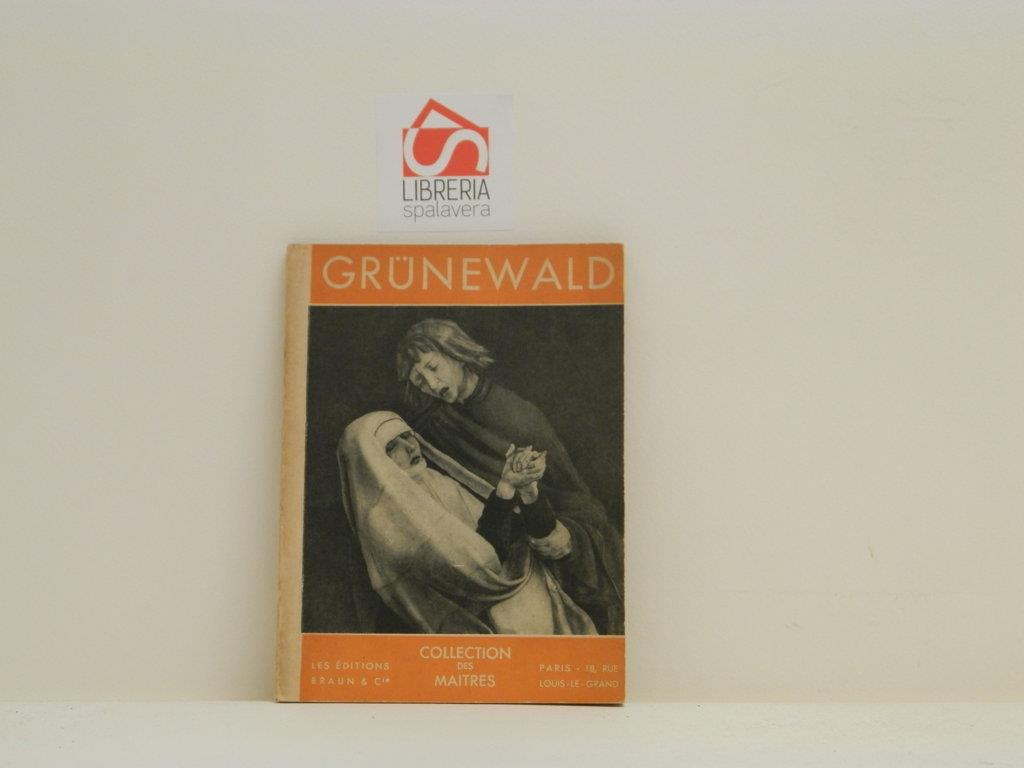 LIBRERIA
spalavera
GRÜNEWALD
LES ÉDITIONS
BRAUN & Cie
COLLECTION
DES
MAITRES
PARIS - 18, RUE
LOUIS-LE-GRAND